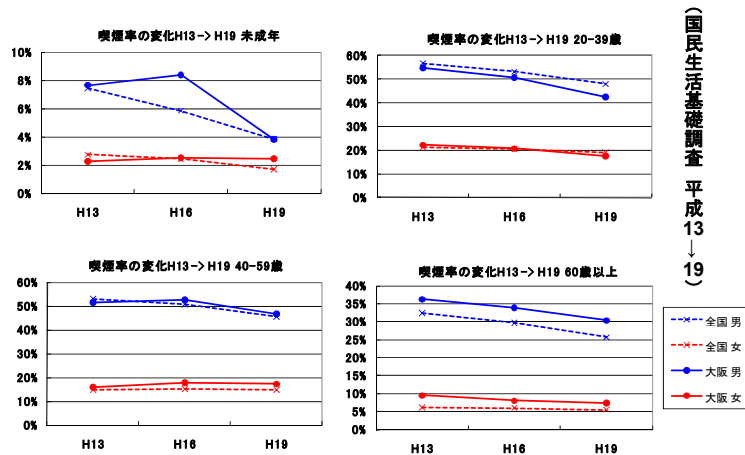 喫煙率の変化H13->H19 未成年
10%
8%
6%
4%
2%
0%
H13
H16
H19
喫煙率の変化H13->H19 20-39歳
60%
50%
40%
30%
20%
10%
0%
H13
H16
H19
(国民生活基礎調査 平成13→19)
喫煙率の変化H13->H19 40-59歳
60%
50%
40%
30%
20%
10%
0%
H13
H16
H19
喫煙率の変化H13->H19 60歳以上
40%
35%
30%
25%
20%
15%
10%
5%
0%
H13
H16
H19
全国 男
全国 女
大阪 男
大阪 女